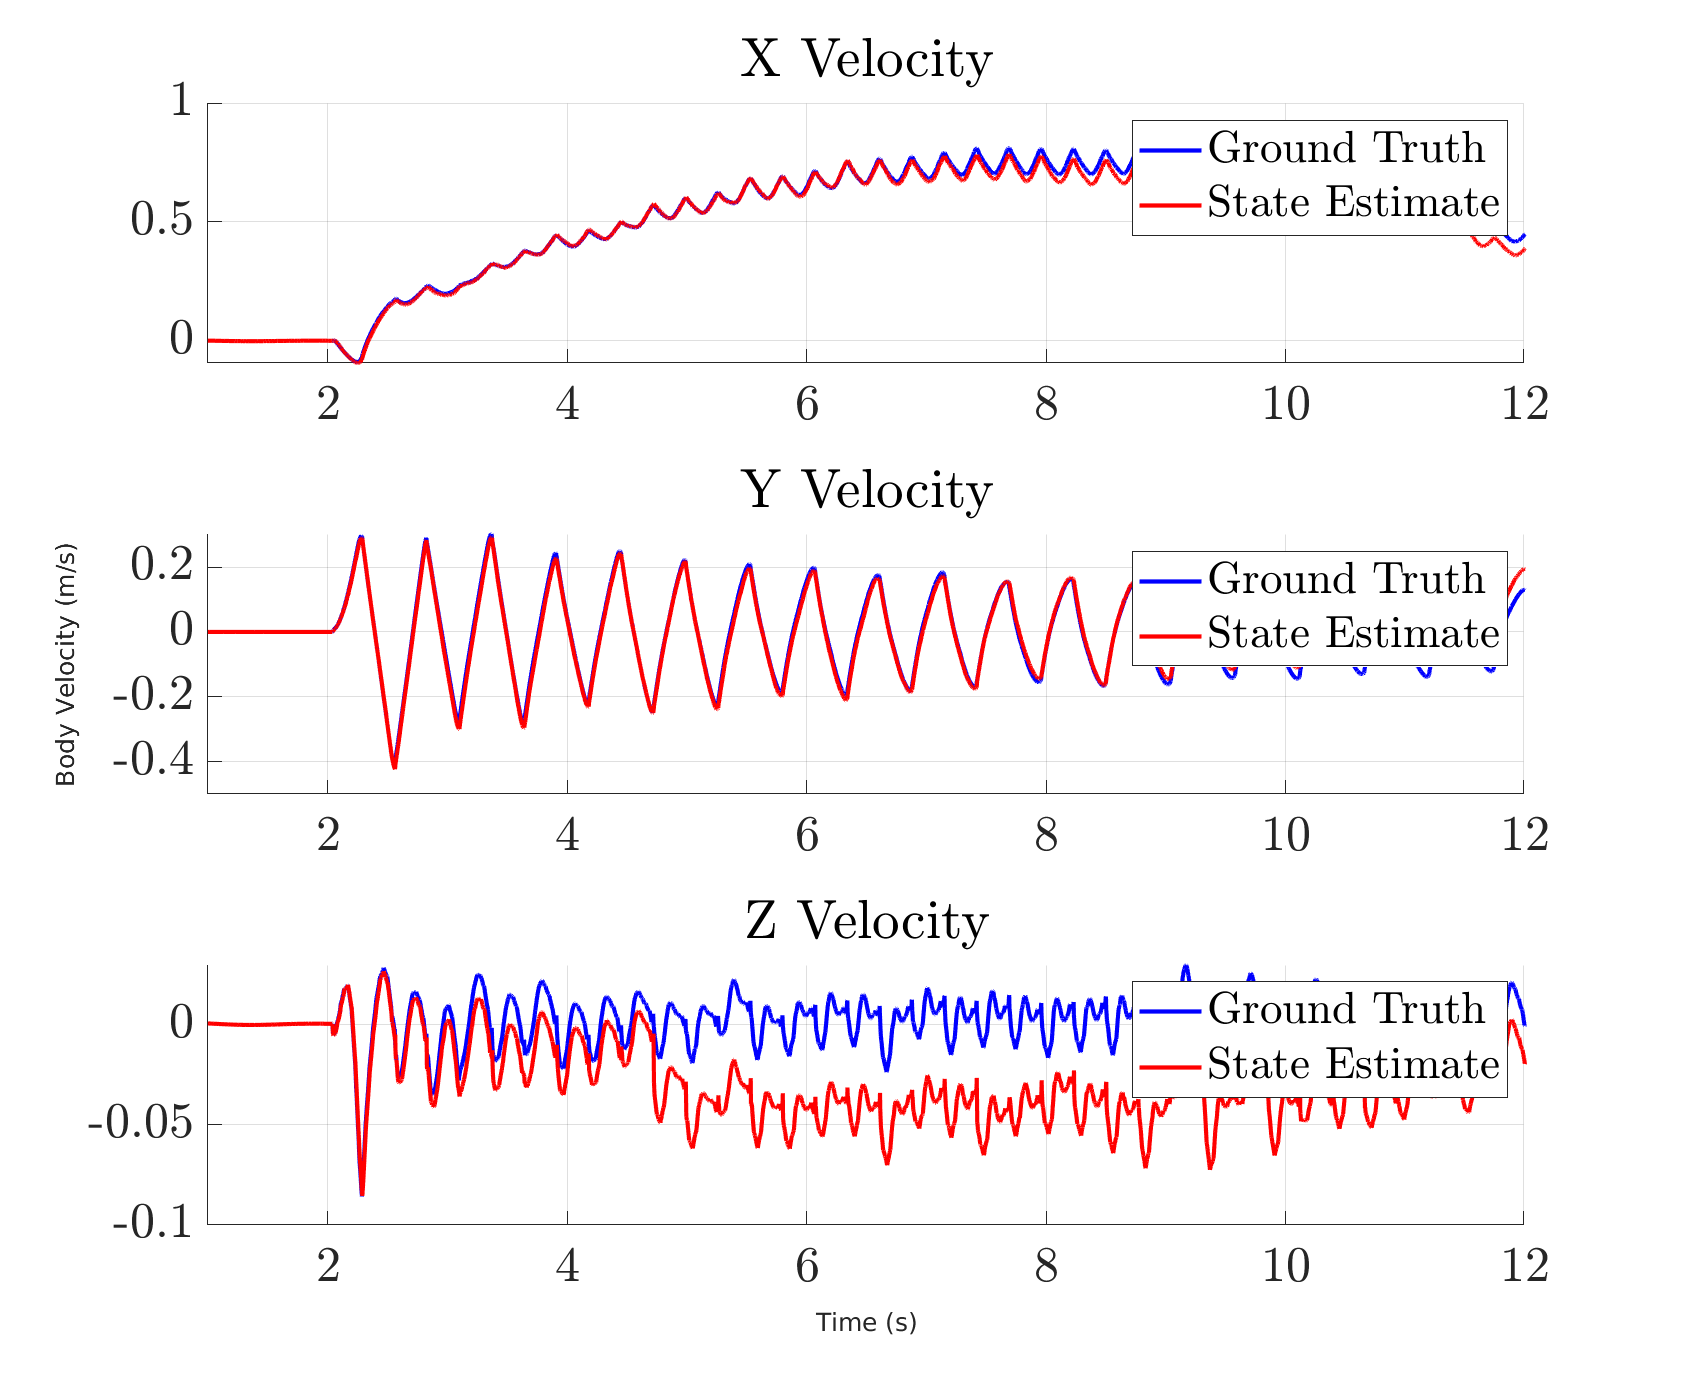 X Velocity
1
0.5
0
Ground Truth
State Estimate
2 4 6 8 10 12
Y Velocity
0.2
0
-0.2
-0.4
Ground Truth
State Estimate
Body Velocity (m/s)
2 4 6 8 10 12
Z Velocity
0
-0.05
-0.1
Ground Truth
State Estimate
2 4 6 8 10 12
Time (s)